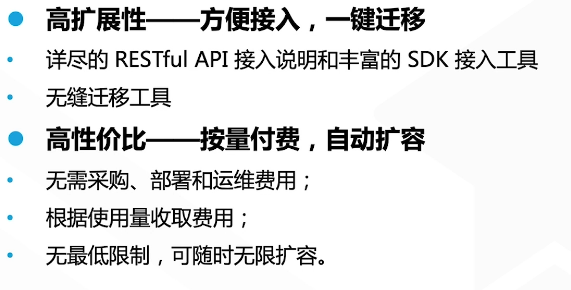 高扩展性——方便接入，一键迁移
详尽的 RESTful API 接入说明和丰富的 SDK 接入工具
无缝迁移工具
高性价比——按量付费，自动扩容
无需采购、部署和运维费用；
根据使用量收取费用；
无最低限制，可随时无限扩容。